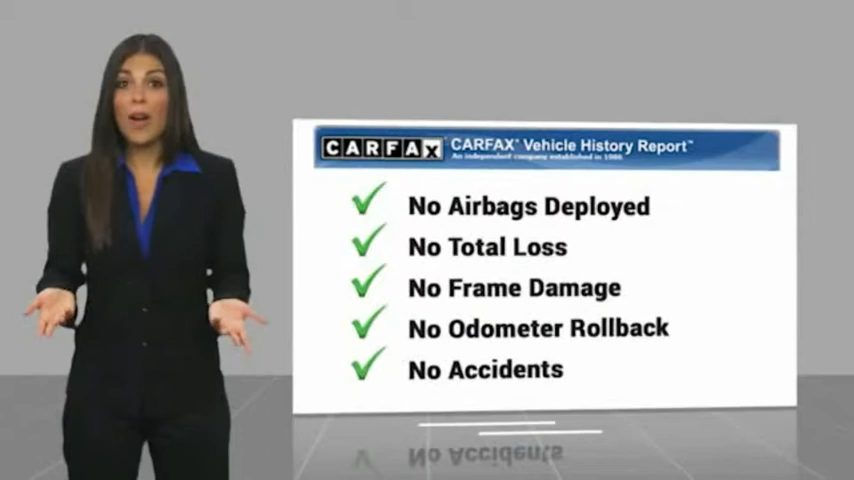 CARFAX CARFAX™ Vehicle History Report™
An independent company established in 1986
No Airbags Deployed
No Total Loss
No Frame Damage
No Odometer Rollback
No Accidents
No Accidents